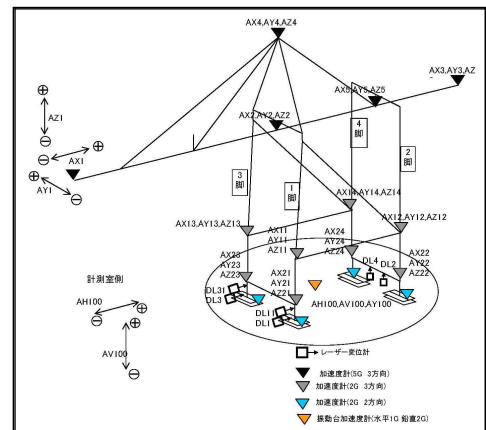 AX4,AY4,AZ4
AX3,AY3,AZ
AX5,AY5,AZ5
AX2,AY2,AZ2
4
脚
2
脚
3
脚
1
脚
AZ1
AX1
AY1
AX14,AY14,AZ14
AX13,AY13,AZ13
AX11
AY11
AZ11
AX24
AY24
AZ24
AX12,AY12,AZ12
AX23
AY23
AZ23
AX21
AY21
AZ21
DL4
DL2
AX22
AY22
AZ22
DL31
DL3
DL11
DL1
AH100,AV100,AY100
計測室側
AH100
AV100
レーザー変位計
加速度計(5G 3方向)
加速度計(2G 3方向)
加速度計(2G 2方向)
振動台加速度計(水平1G 鉛直2G)